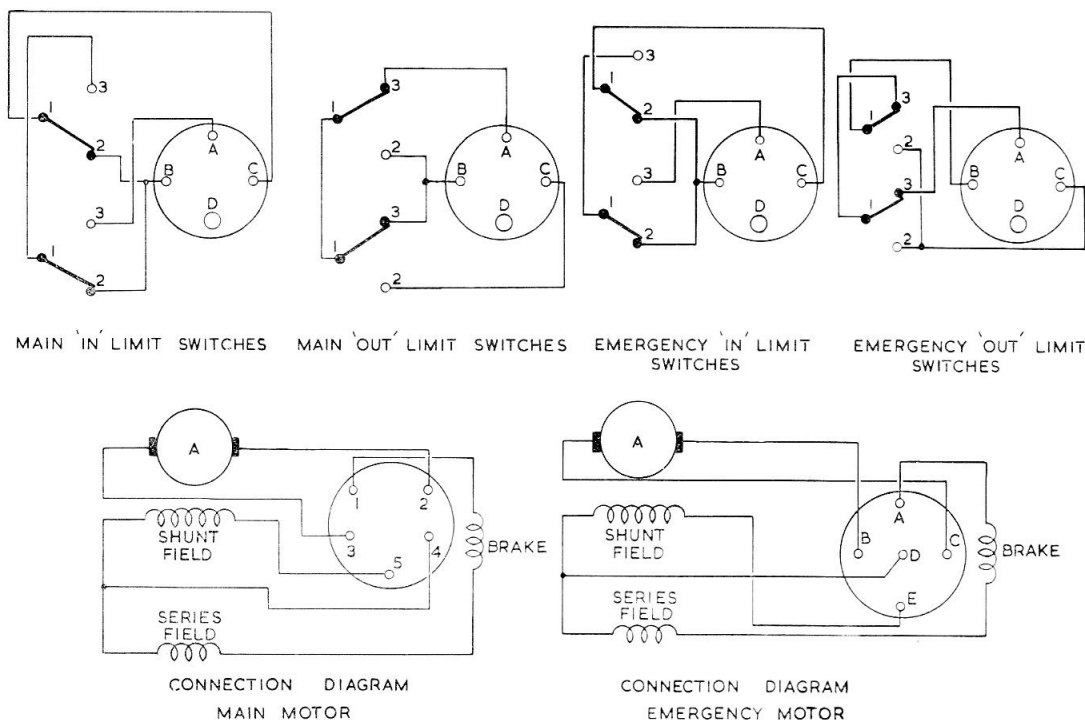 3
1
2
3
1
2
A
B
C
D
MAIN 'IN' LIMIT SWITCHES
3
1
2
3
1
2
A
B
C
D
MAIN 'OUT' LIMIT SWITCHES
3
1
2
3
1
2
A
B
C
D
EMERGENCY 'IN' LIMIT
SWITCHES
3
1
2
3
1
2
A
B
C
D
EMERGENCY 'OUT' LIMIT
SWITCHES
A
1
2
3
4
5
SHUNT
FIELD
BRAKE
SERIES
FIELD
CONNECTION DIAGRAM
MAIN MOTOR
A
A
B
D
C
E
SHUNT
FIELD
BRAKE
SERIES
FIELD
CONNECTION DIAGRAM
EMERGENCY MOTOR